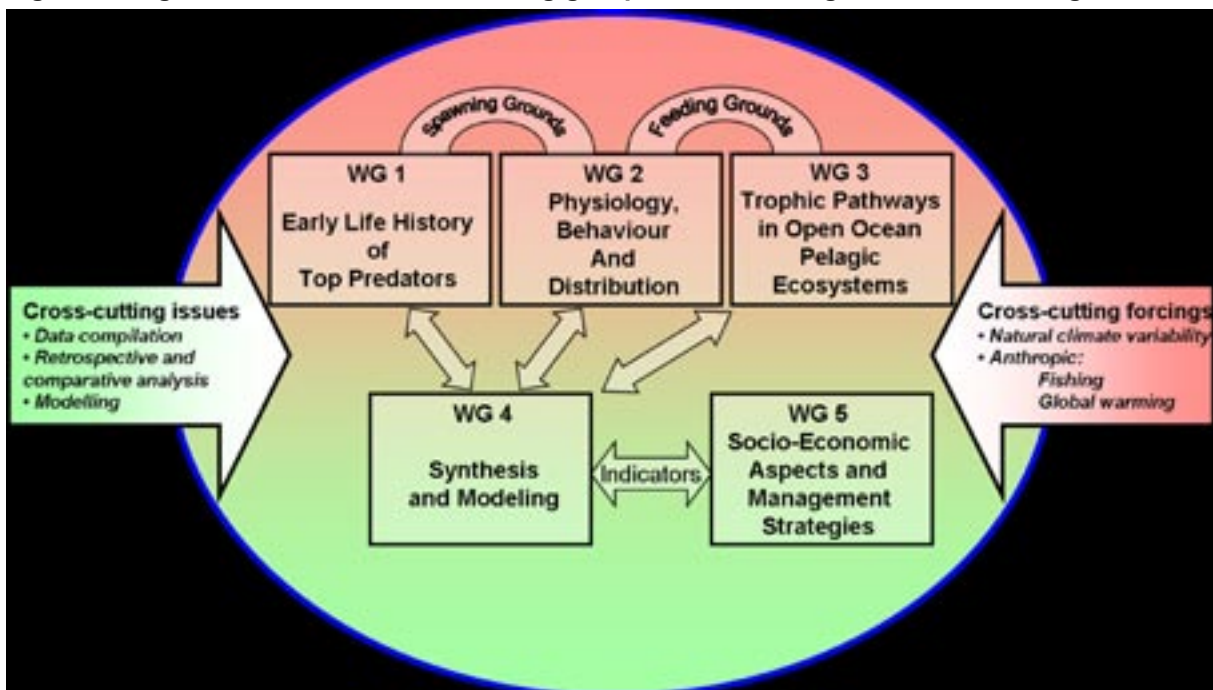 Spawning Grounds
Feeding Grounds
WG 1
Early Life History
of
Top Predators
WG 2
Physiology,
Behaviour
And
Distribution
WG 3
Trophic Pathways
in Open Ocean
Pelagic
Ecosystems
Cross-cutting issues
• Data compilation
• Retrospective and
comparative analysis
• Modelling
Cross-cutting forcings
• Natural climate variability
• Anthropic:
Fishing
Global warming
WG 4
Synthesis
and Modeling
Indicators
WG 5
Socio-Economic
Aspects and
Management
Strategies